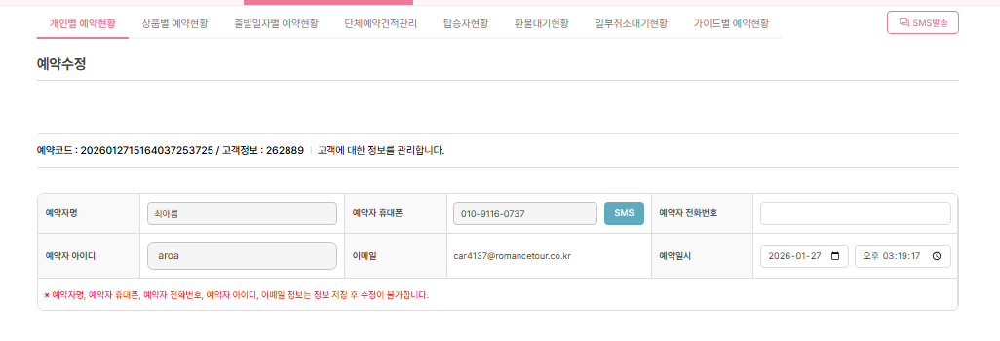 개인별 예약현황 상품별 예약현황 출발일자별 예약현황 단체예약견적관리 탑승자현황 환불대기현황 일부취소대기현황 가이드별 예약현황 SMS발송
예약수정
예약코드 : 2026012715164037253725 / 고객정보 : 262889 | 고객에 대한 정보를 관리합니다.
예약자명 최아름 예약자 휴대폰 010-9116-0737 SMS 예약자 전화번호
예약자 아이디 aroa 이메일 car4137@romancetour.co.kr 예약일시 2026-01-27 오후 03:19:17
※ 예약자명, 예약자 휴대폰, 예약자 전화번호, 예약자 아이디, 이메일 정보는 정보 저장 후 수정이 불가합니다.